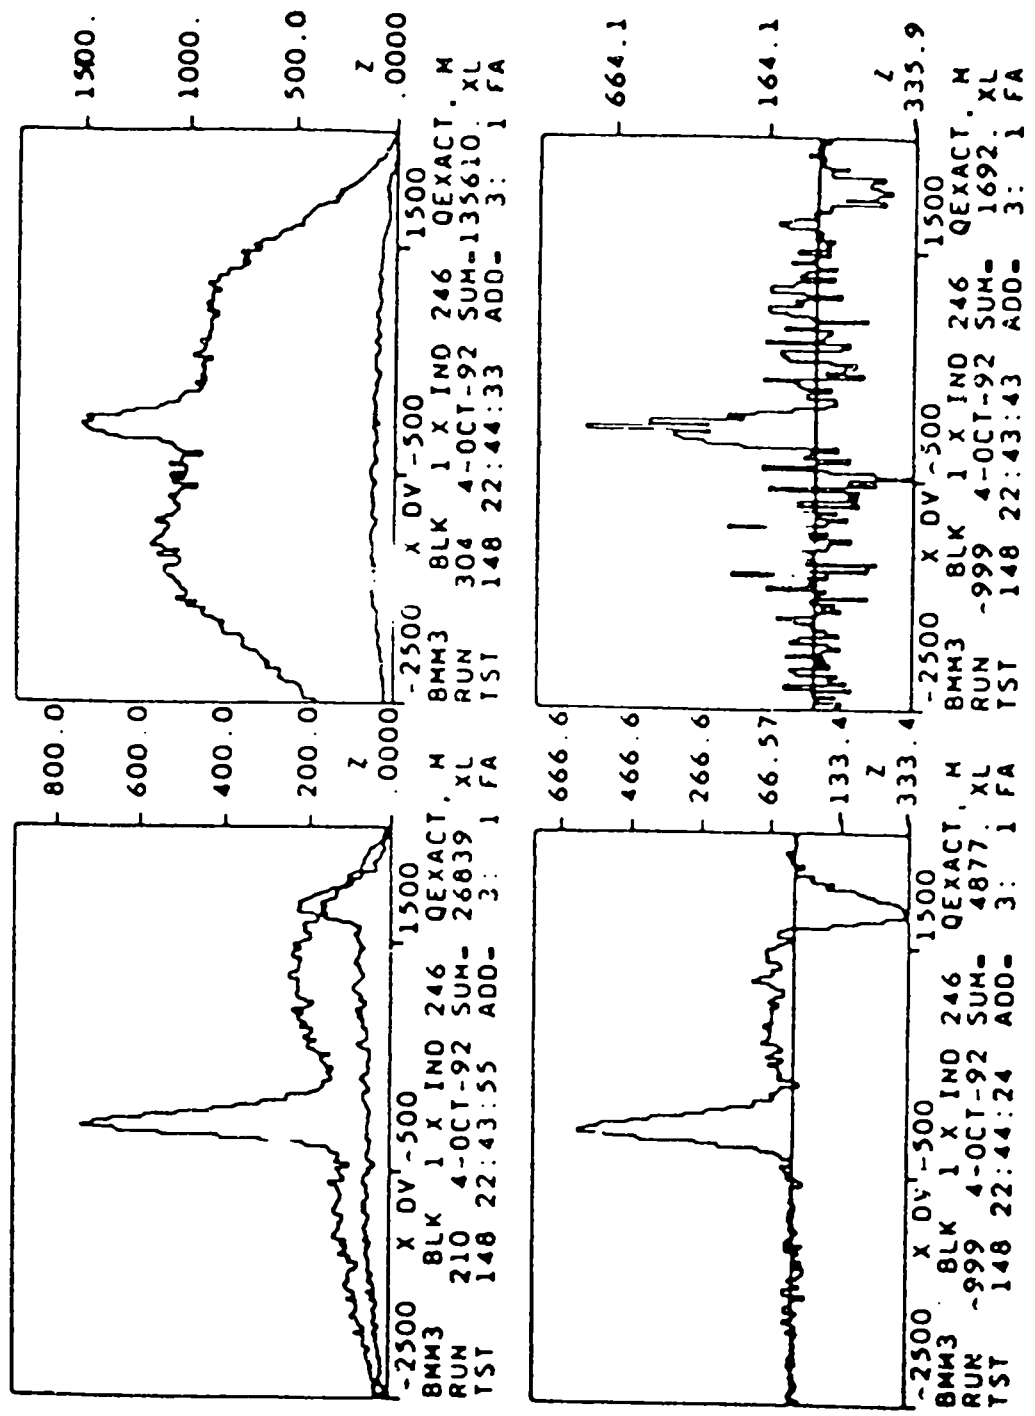 800.0
600.0
400.0
200.0
Z
.0000
-2500 X DV -500 1500
BMM3 BLK 1 X IND 246 QEXACT, M
RUN 210 4-OCT-92 SUM= 26839. XL
TST 148 22:43:55 ADD= 3: 1 FA
1500.
1000.
500.0
Z
.0000
-2500 X DV -500 1500
BMM3 BLK 1 X IND 246 QEXACT, M
RUN 304 4-OCT-92 SUM=135610. XL
TST 148 22:44:33 ADD= 3: 1 FA
666.6
466.6
266.6
66.57
133.4
Z
333.4
-2500 X DV -500 1500
BMM3 BLK 1 X IND 246 QEXACT, M
RUN -999 4-OCT-92 SUM= 4877. XL
TST 148 22:44:24 ADD= 3: 1 FA
664.1
164.1
Z
335.9
-2500 X DV -500 1500
BMM3 BLK 1 X IND 246 QEXACT, M
RUN -999 4-OCT-92 SUM= 1692. XL
TST 148 22:43:43 ADD= 3: 1 FA